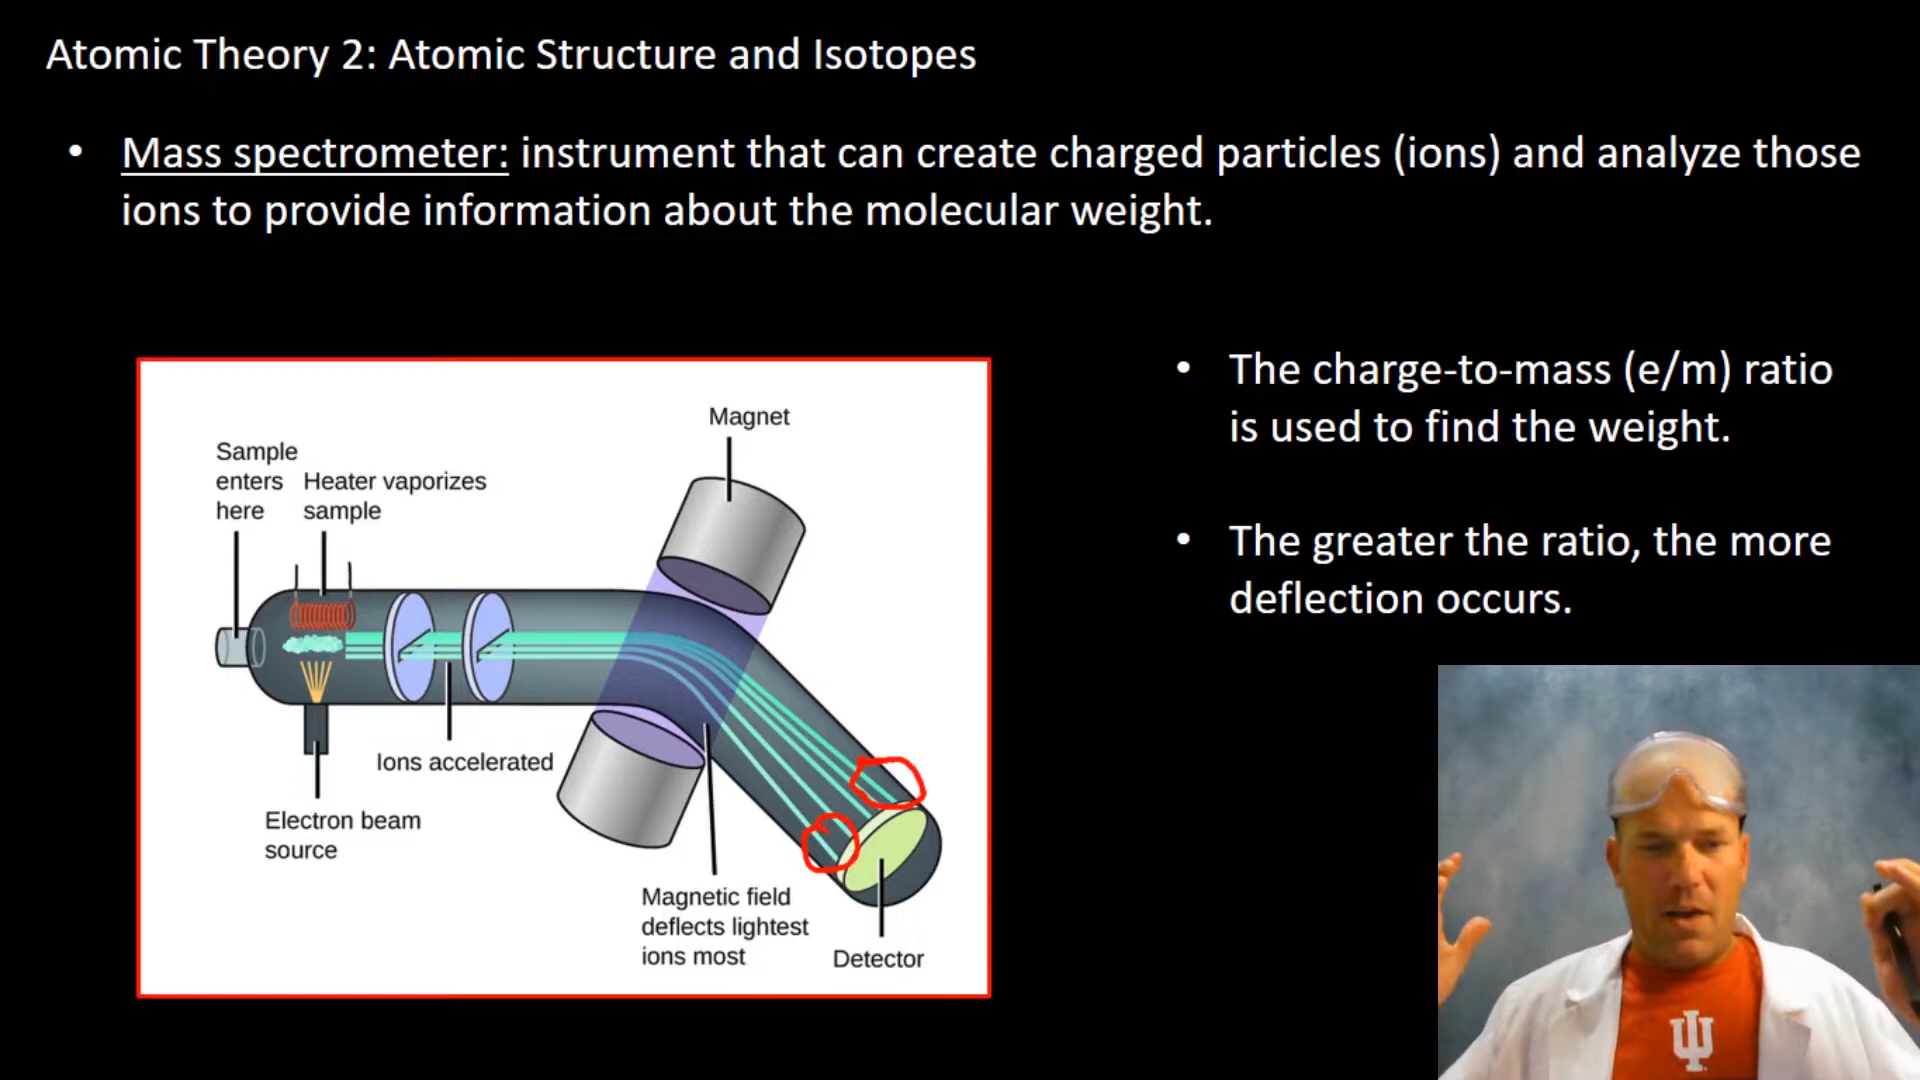 Atomic Theory 2: Atomic Structure and Isotopes
• Mass spectrometer: instrument that can create charged particles (ions) and analyze those
ions to provide information about the molecular weight.
• The charge-to-mass (e/m) ratio
is used to find the weight.
• The greater the ratio, the more
deflection occurs.
Magnet
Sample
enters
here
Heater vaporizes
sample
Ions accelerated
Electron beam
source
Magnetic field
deflects lightest
ions most
Detector
IU